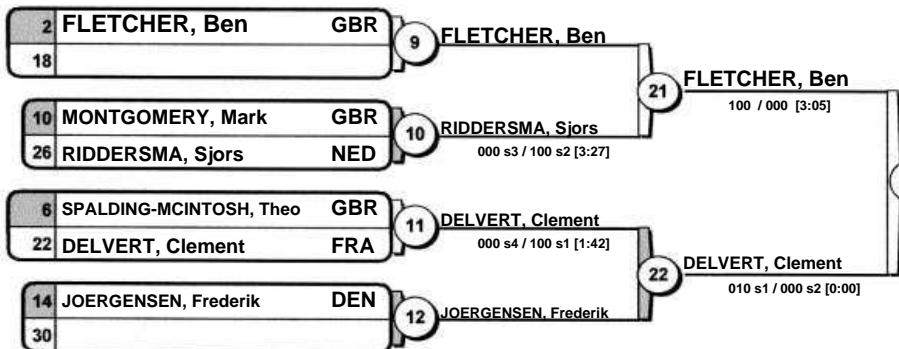 2 FLETCHER, Ben GBR
18
9
FLETCHER, Ben
10 MONTGOMERY, Mark GBR
26 RIDDERSMA, Sjors NED
10
RIDDERSMA, Sjors
000 s3 / 100 s2 [3:27]
21
FLETCHER, Ben
100 / 000 [3:05]
6 SPALDING-MCINTOSH, Theo GBR
22 DELVERT, Clement FRA
11
DELVERT, Clement
000 s4 / 100 s1 [1:42]
14 JOERGENSEN, Frederik DEN
30
12
JOERGENSEN, Frederik
22
DELVERT, Clement
010 s1 / 000 s2 [0:00]